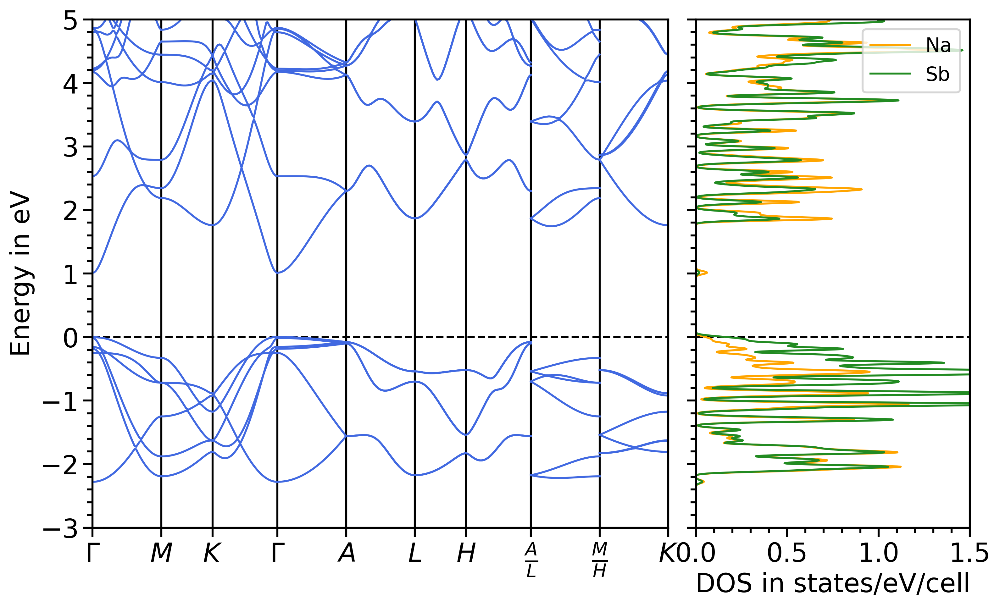 Energy in eV
5
4
3
2
1
0
−1
−2
−3
Γ M K Γ A L H A/L M/H K
Na
Sb
0.0 0.5 1.0 1.5
DOS in states/eV/cell